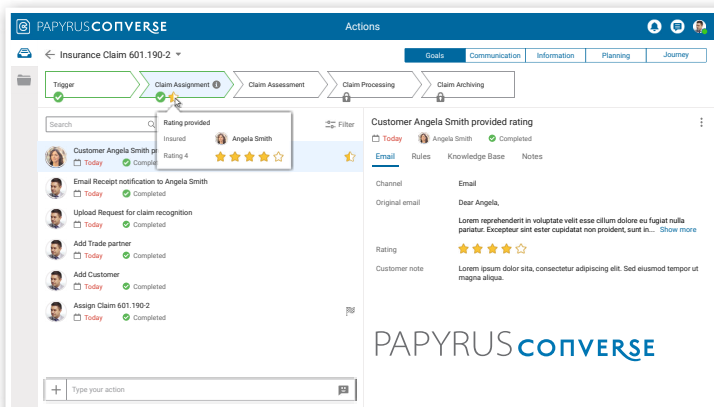 PAPYRUS CONVERSE
Actions
Insurance Claim 601.190-2
Goals
Communication
Information
Planning
Journey
Trigger
Claim Assignment
Claim Assessment
Claim Processing
Claim Archiving
Search
Filter
Rating provided
Insured
Angela Smith
Rating 4
Customer Angela Smith pr
Today
Comple
Email Receipt notification to Angela Smith
Today
Completed
Upload Request for claim recognition
Today
Completed
Add Trade partner
Today
Completed
Add Customer
Today
Completed
Assign Claim 601.190-2
Today
Completed
Type your action
Customer Angela Smith provided rating
Today
Angela Smith
Completed
Email
Rules
Knowledge Base
Notes
Channel
Email
Original email
Dear Angela,
Lorem reprehenderit in voluptate velit esse cillum dolore eu fugiat nulla
pariatur. Excepteur sint ester cupidatat non proident, sunt in... Show more
Rating
Customer note
Lorem ipsum dolor sita, consectetur adipiscing elit. Sed eiusmod tempor ut
magna aliqua.
PAPYRUS CONVERSE